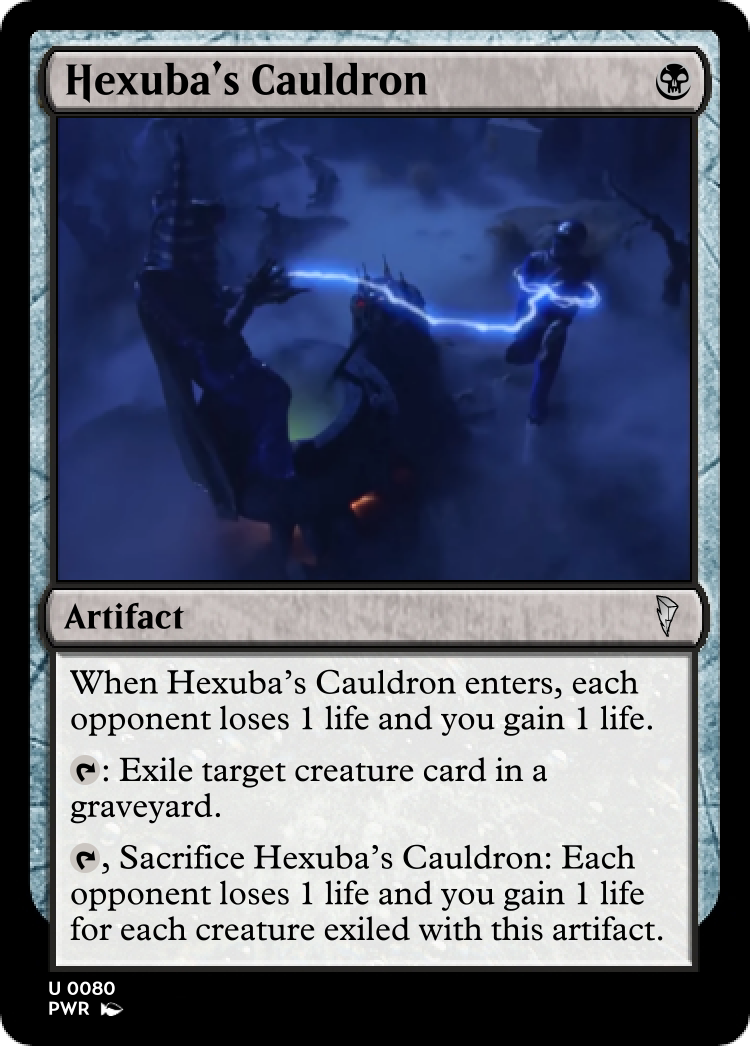 Hexuba's Cauldron
Artifact
When Hexuba's Cauldron enters, each
opponent loses 1 life and you gain 1 life.
: Exile target creature card in a
graveyard.
, Sacrifice Hexuba's Cauldron: Each
opponent loses 1 life and you gain 1 life
for each creature exiled with this artifact.
U 0080
PWR